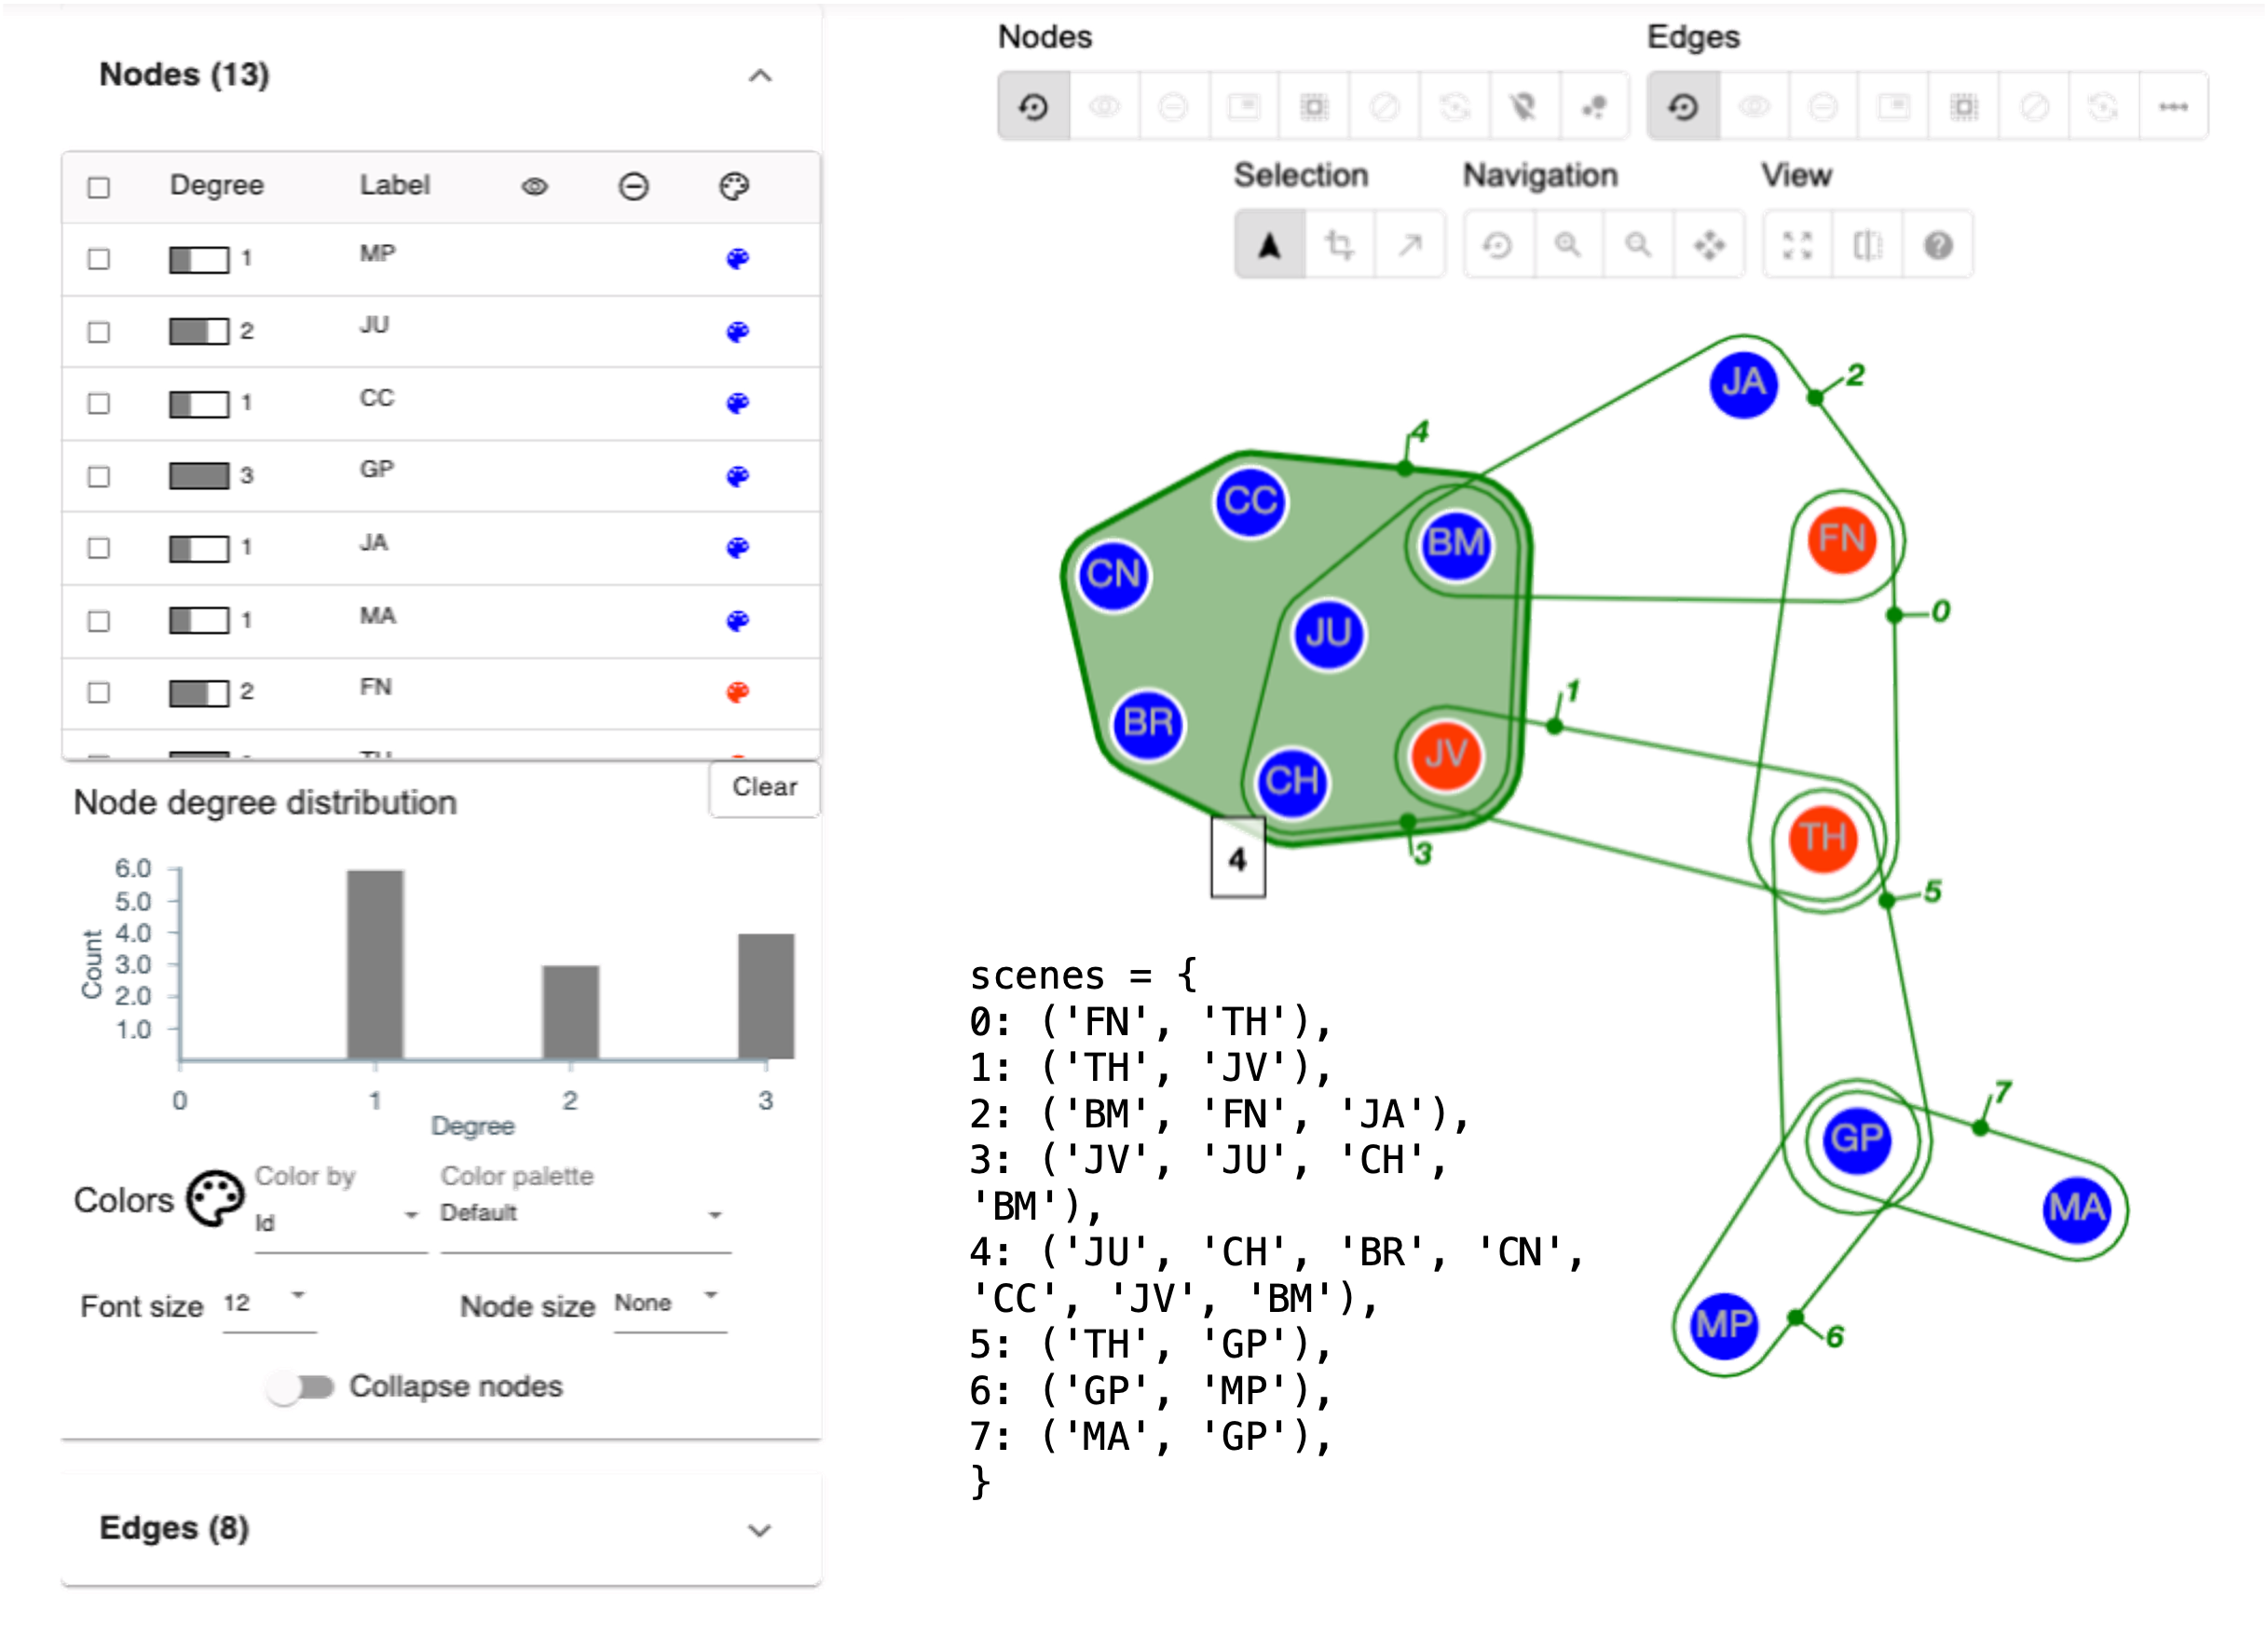 Nodes (13)
Degree Label
1 MP
2 JU
1 CC
3 GP
1 JA
1 MA
2 FN
TH
Node degree distribution
Clear
6.0
5.0
4.0
3.0
2.0
1.0
Count
0 1 2 3
Degree
Colors
Color by
Id
Color palette
Default
Font size 12
Node size None
Collapse nodes
Edges (8)
Nodes
Edges
Selection
Navigation
View
?
JA
2
4
CC
BM
FN
CN
0
JU
1
BR
JV
CH
TH
4
3
5
7
GP
MA
MP
6
scenes = {
0: ('FN', 'TH'),
1: ('TH', 'JV'),
2: ('BM', 'FN', 'JA'),
3: ('JV', 'JU', 'CH',
'BM'),
4: ('JU', 'CH', 'BR', 'CN',
'CC', 'JV', 'BM'),
5: ('TH', 'GP'),
6: ('GP', 'MP'),
7: ('MA', 'GP'),
}